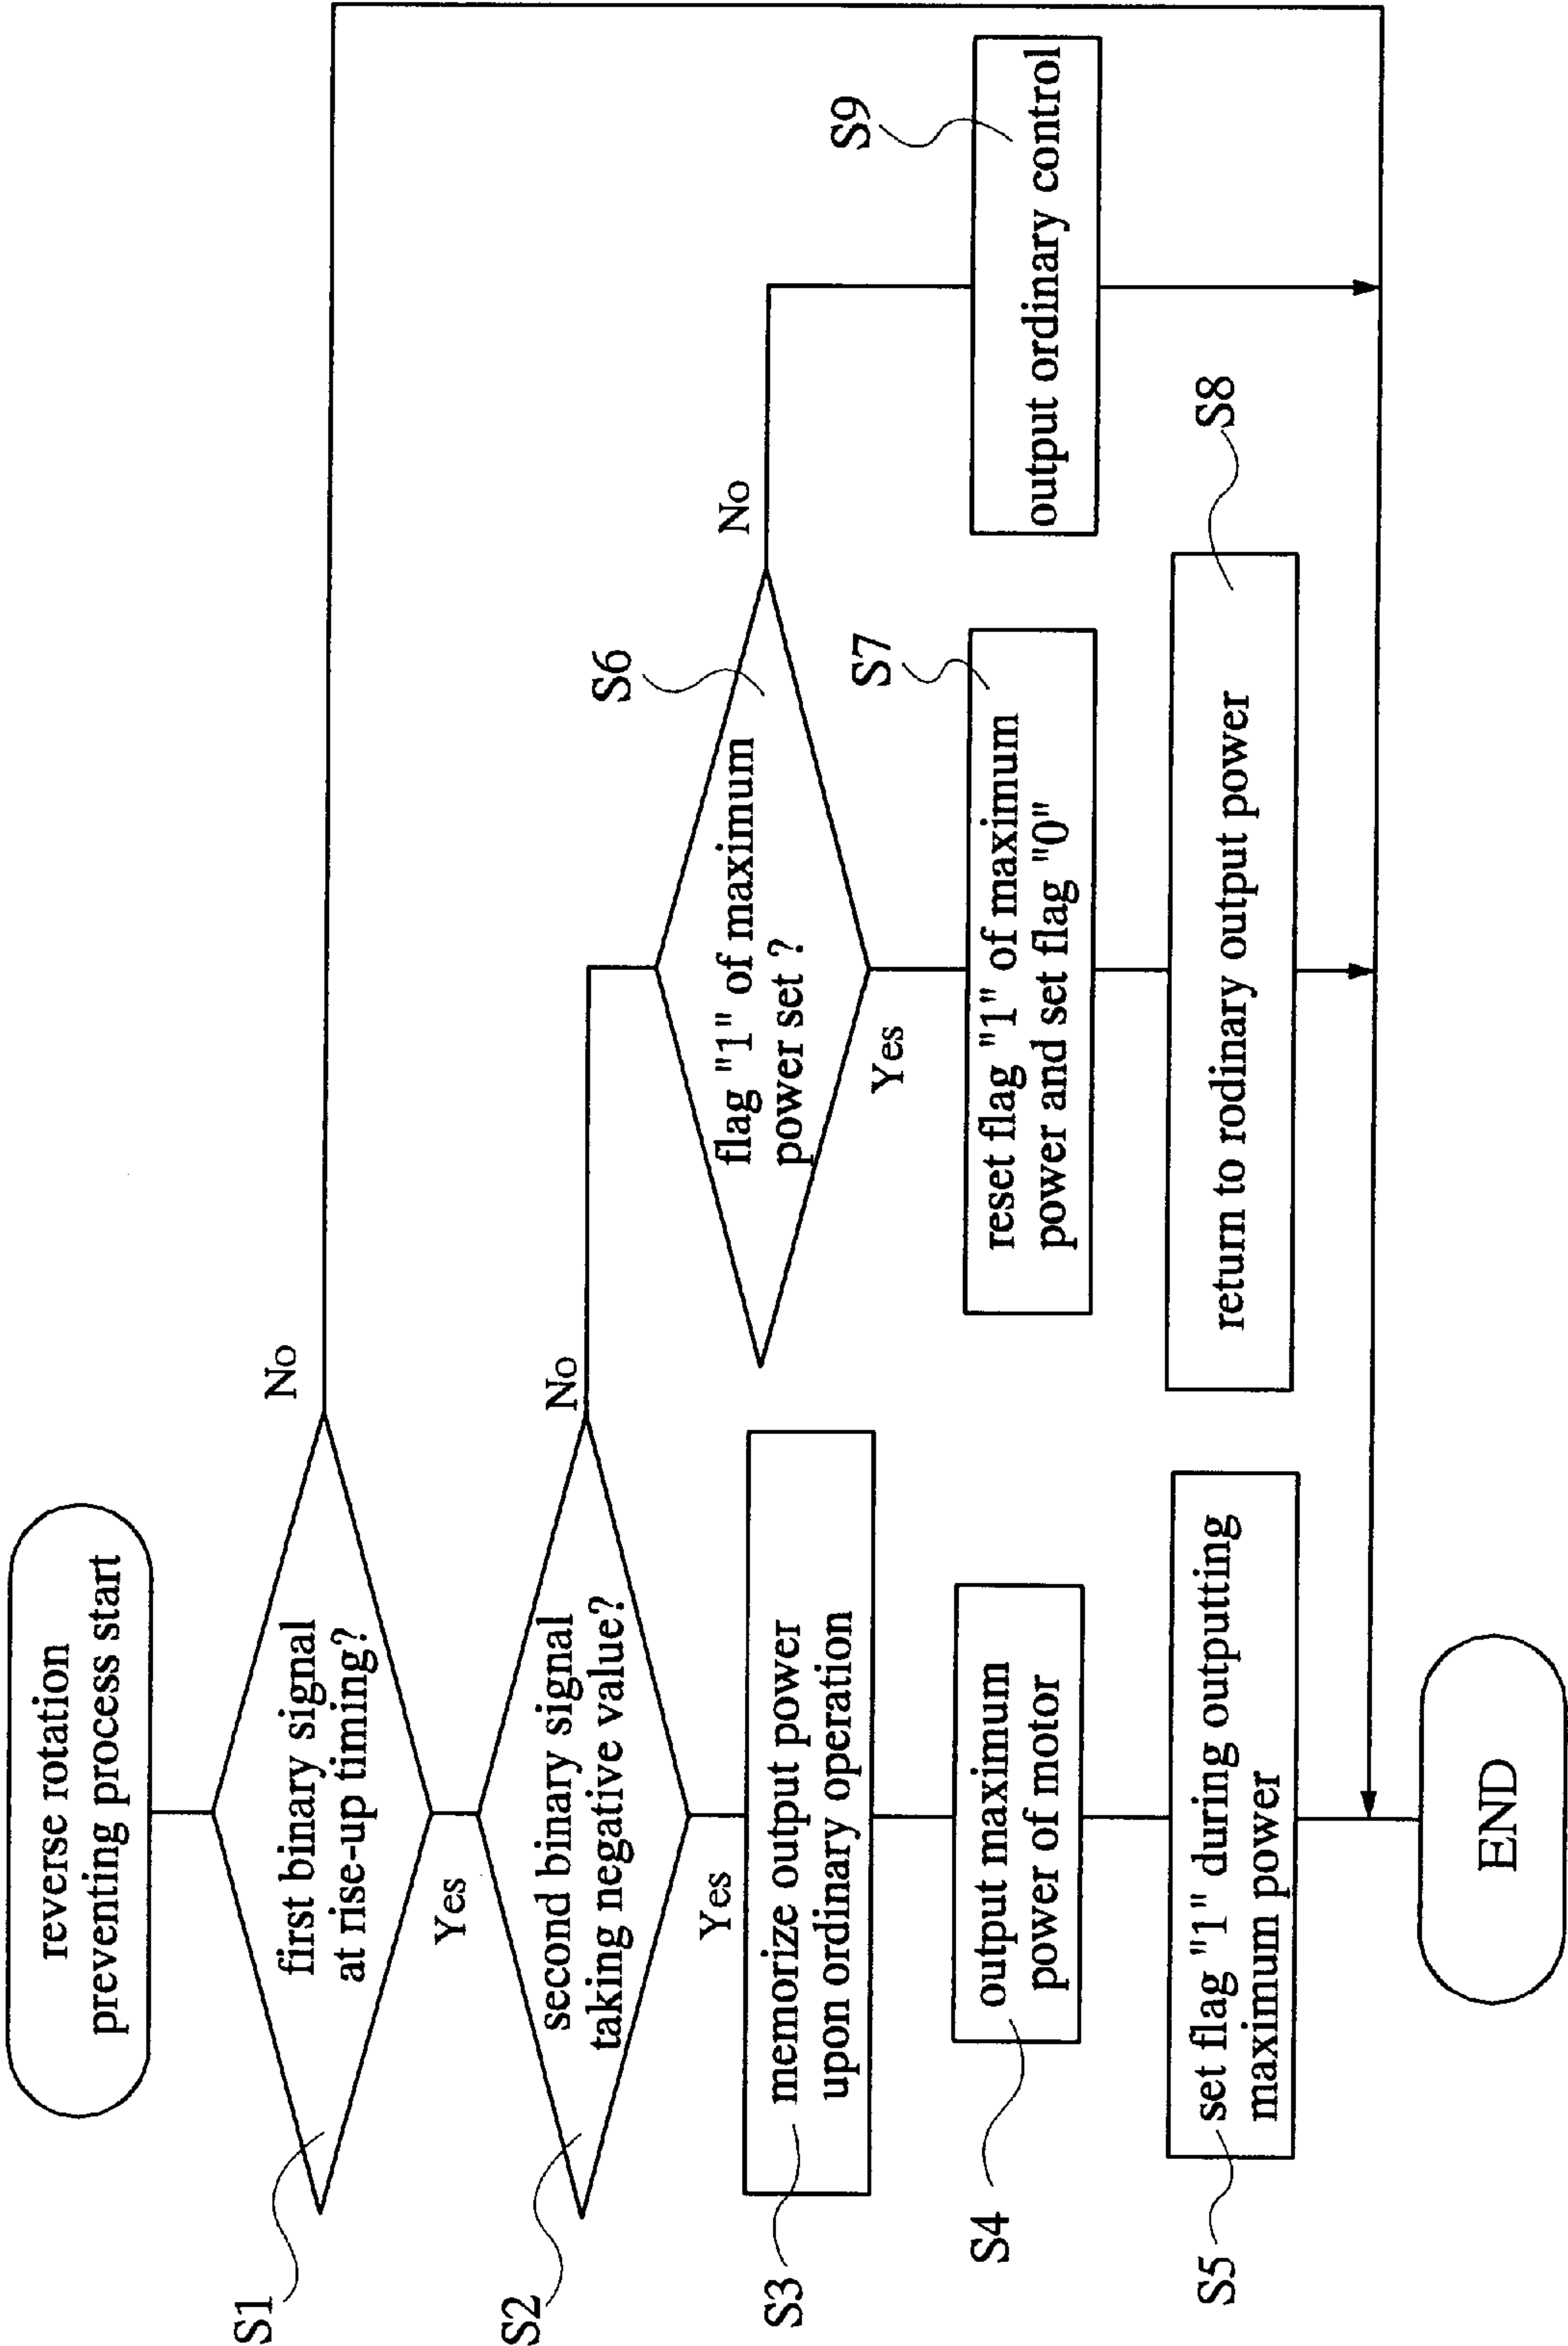 reverse rotation
preventing process start
S1
first binary signal
at rise-up timing?
No
Yes
S2
second binary signal
taking negative value?
No
Yes
S3
memorize output power
upon ordinary operation
S4
output maximum
power of motor
S5
set flag "1" during outputting
maximum power
END
S6
flag "1" of maximum
power set ?
No
Yes
S7
reset flag "1" of maximum
power and set flag "0"
S8
return to rodinary output power
S9
output ordinary control